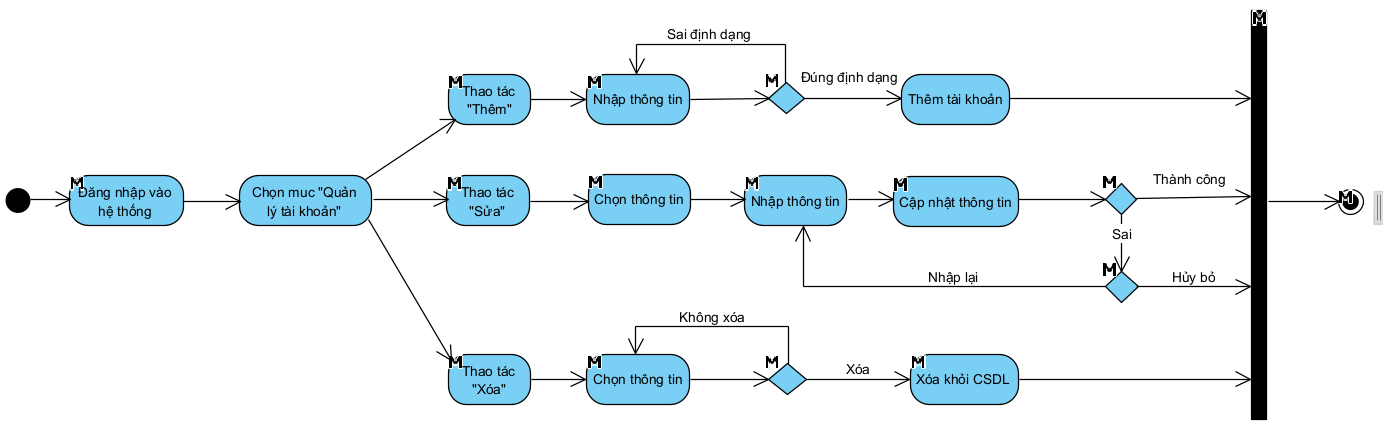 Sai định dạng
Thao tác
"Thêm"
Nhập thông tin
Đúng định dạng
Thêm tài khoản
Đăng nhập vào
hệ thống
Chọn muc "Quản
lý tài khoản"
Thao tác
"Sửa"
Chọn thông tin
Nhập thông tin
Cập nhật thông tin
Thành công
Sai
Nhập lại
Hủy bỏ
Không xóa
Thao tác
"Xóa"
Chọn thông tin
Xóa
Xóa khỏi CSDL